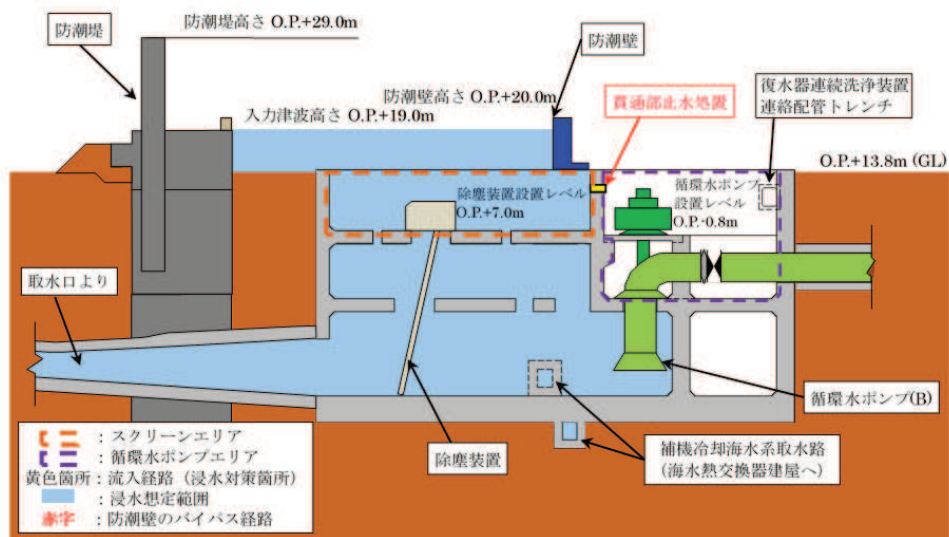 防潮堤高さ O.P.+29.0m
防潮堤
防潮壁
防潮壁高さ O.P.+20.0m
入力津波高さ O.P.+19.0m
貫通部止水処置
復水器連続洗浄装置
連絡配管トレンチ
O.P.+13.8m (GL)
除塵装置設置レベル
O.P.+7.0m
循環水ポンプ
設置レベル
O.P.-0.8m
取水口より
循環水ポンプ(B)
除塵装置
補機冷却海水系取水路
(海水熱交換器建屋へ)
：スクリーンエリア
：循環水ポンプエリア
黄色箇所：流入経路（浸水対策箇所）
：浸水想定範囲
赤字：防潮壁のバイパス経路